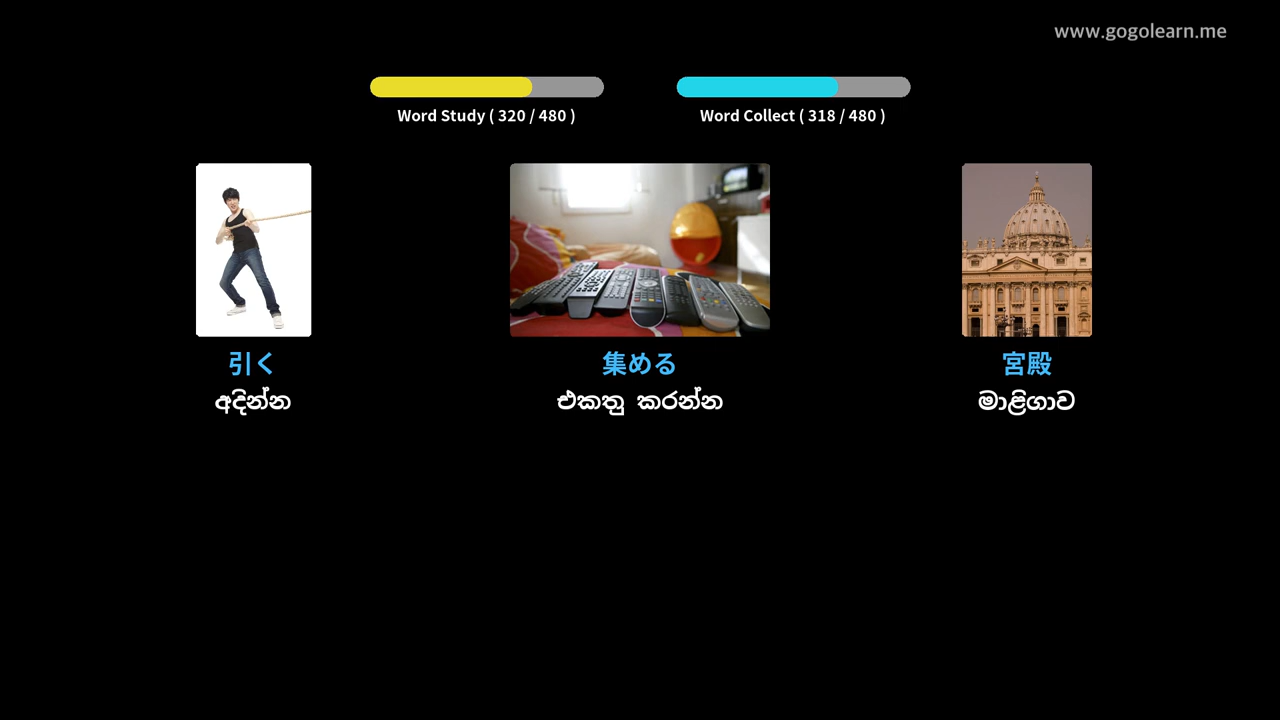 www.gogolearn.me
Word Study ( 320 / 480 )
Word Collect ( 318 / 480 )
引く
集める
宮殿
අදින්න
එකතු කරන්න
මාළිගාව